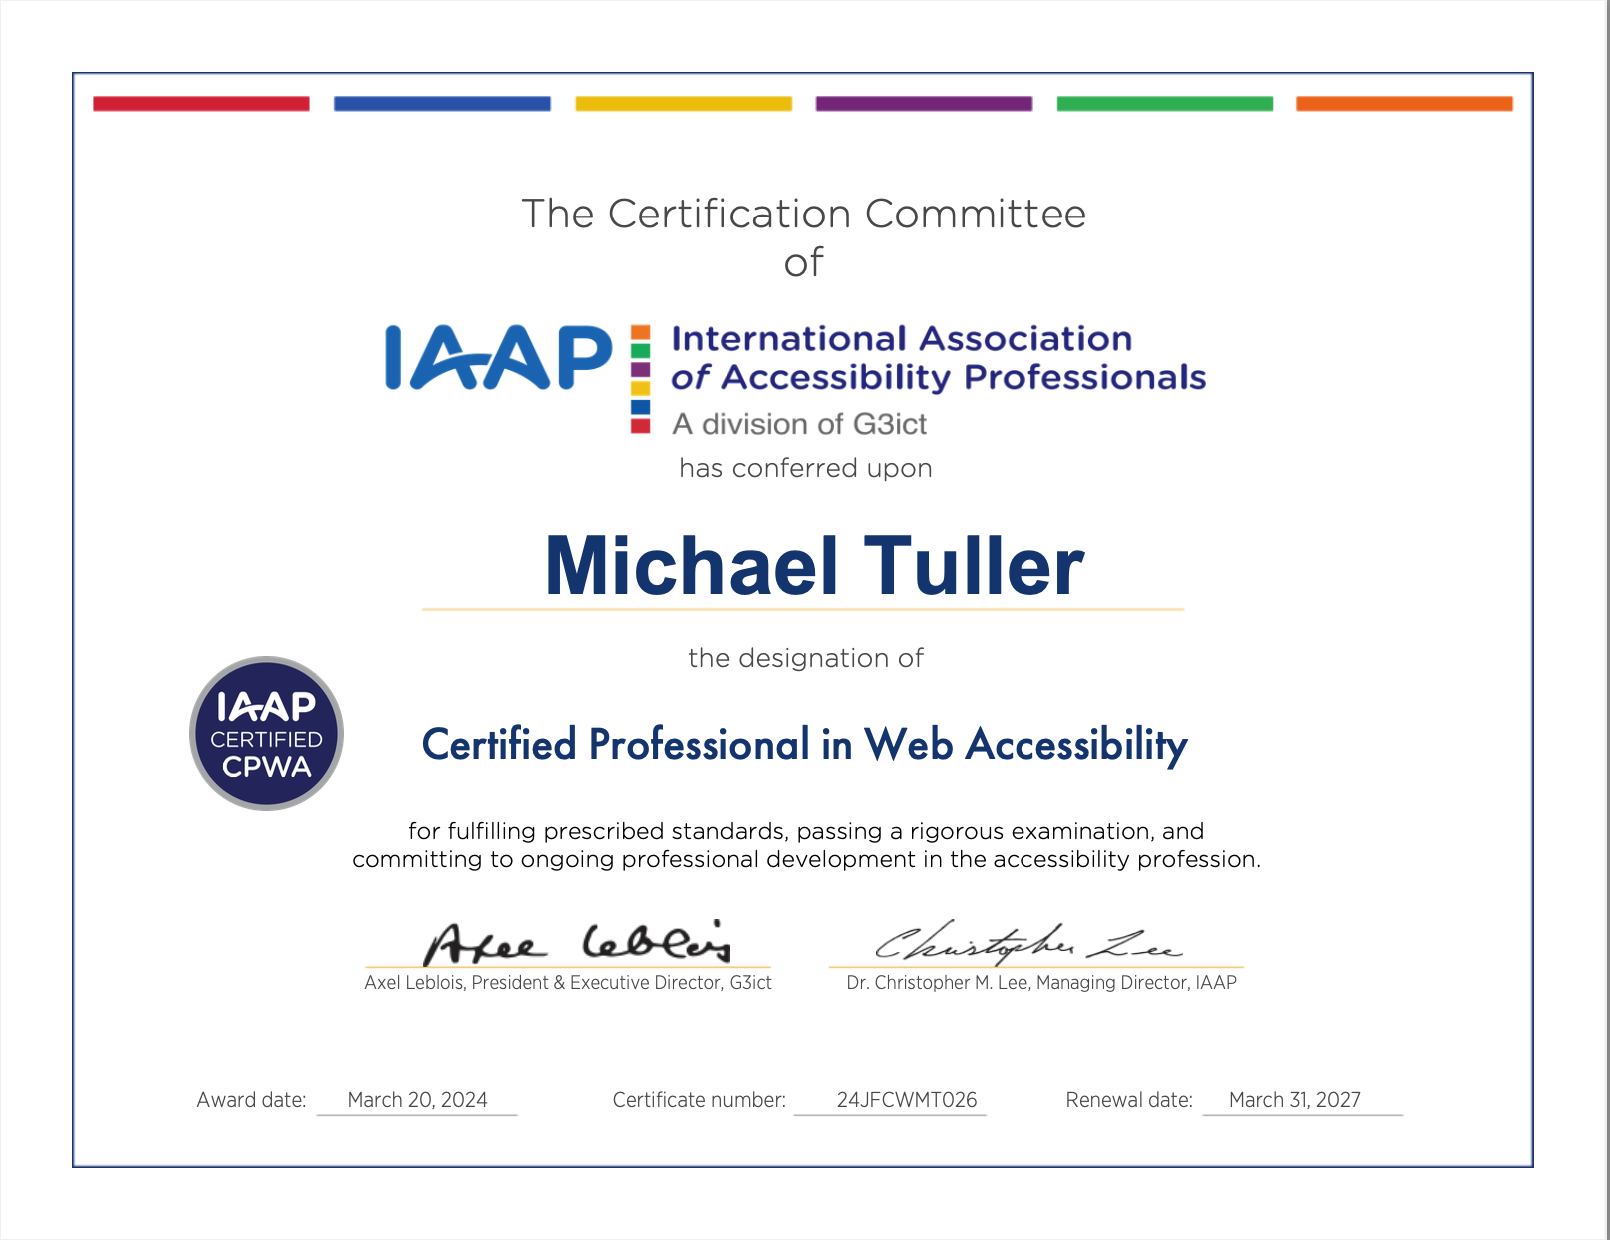 The Certification Committee
of
IAAP
International Association
of Accessibility Professionals
A division of G3ict
has conferred upon
Michael Tuller
the designation of
IAAP
CERTIFIED
CPWA
Certified Professional in Web Accessibility
for fulfilling prescribed standards, passing a rigorous examination, and
committing to ongoing professional development in the accessibility profession.
Axel Leblois
Christopher Lee
Axel Leblois, President & Executive Director, G3ict
Dr. Christopher M. Lee, Managing Director, IAAP
Award date: March 20, 2024
Certificate number: 24JFCWMT026
Renewal date: March 31, 2027